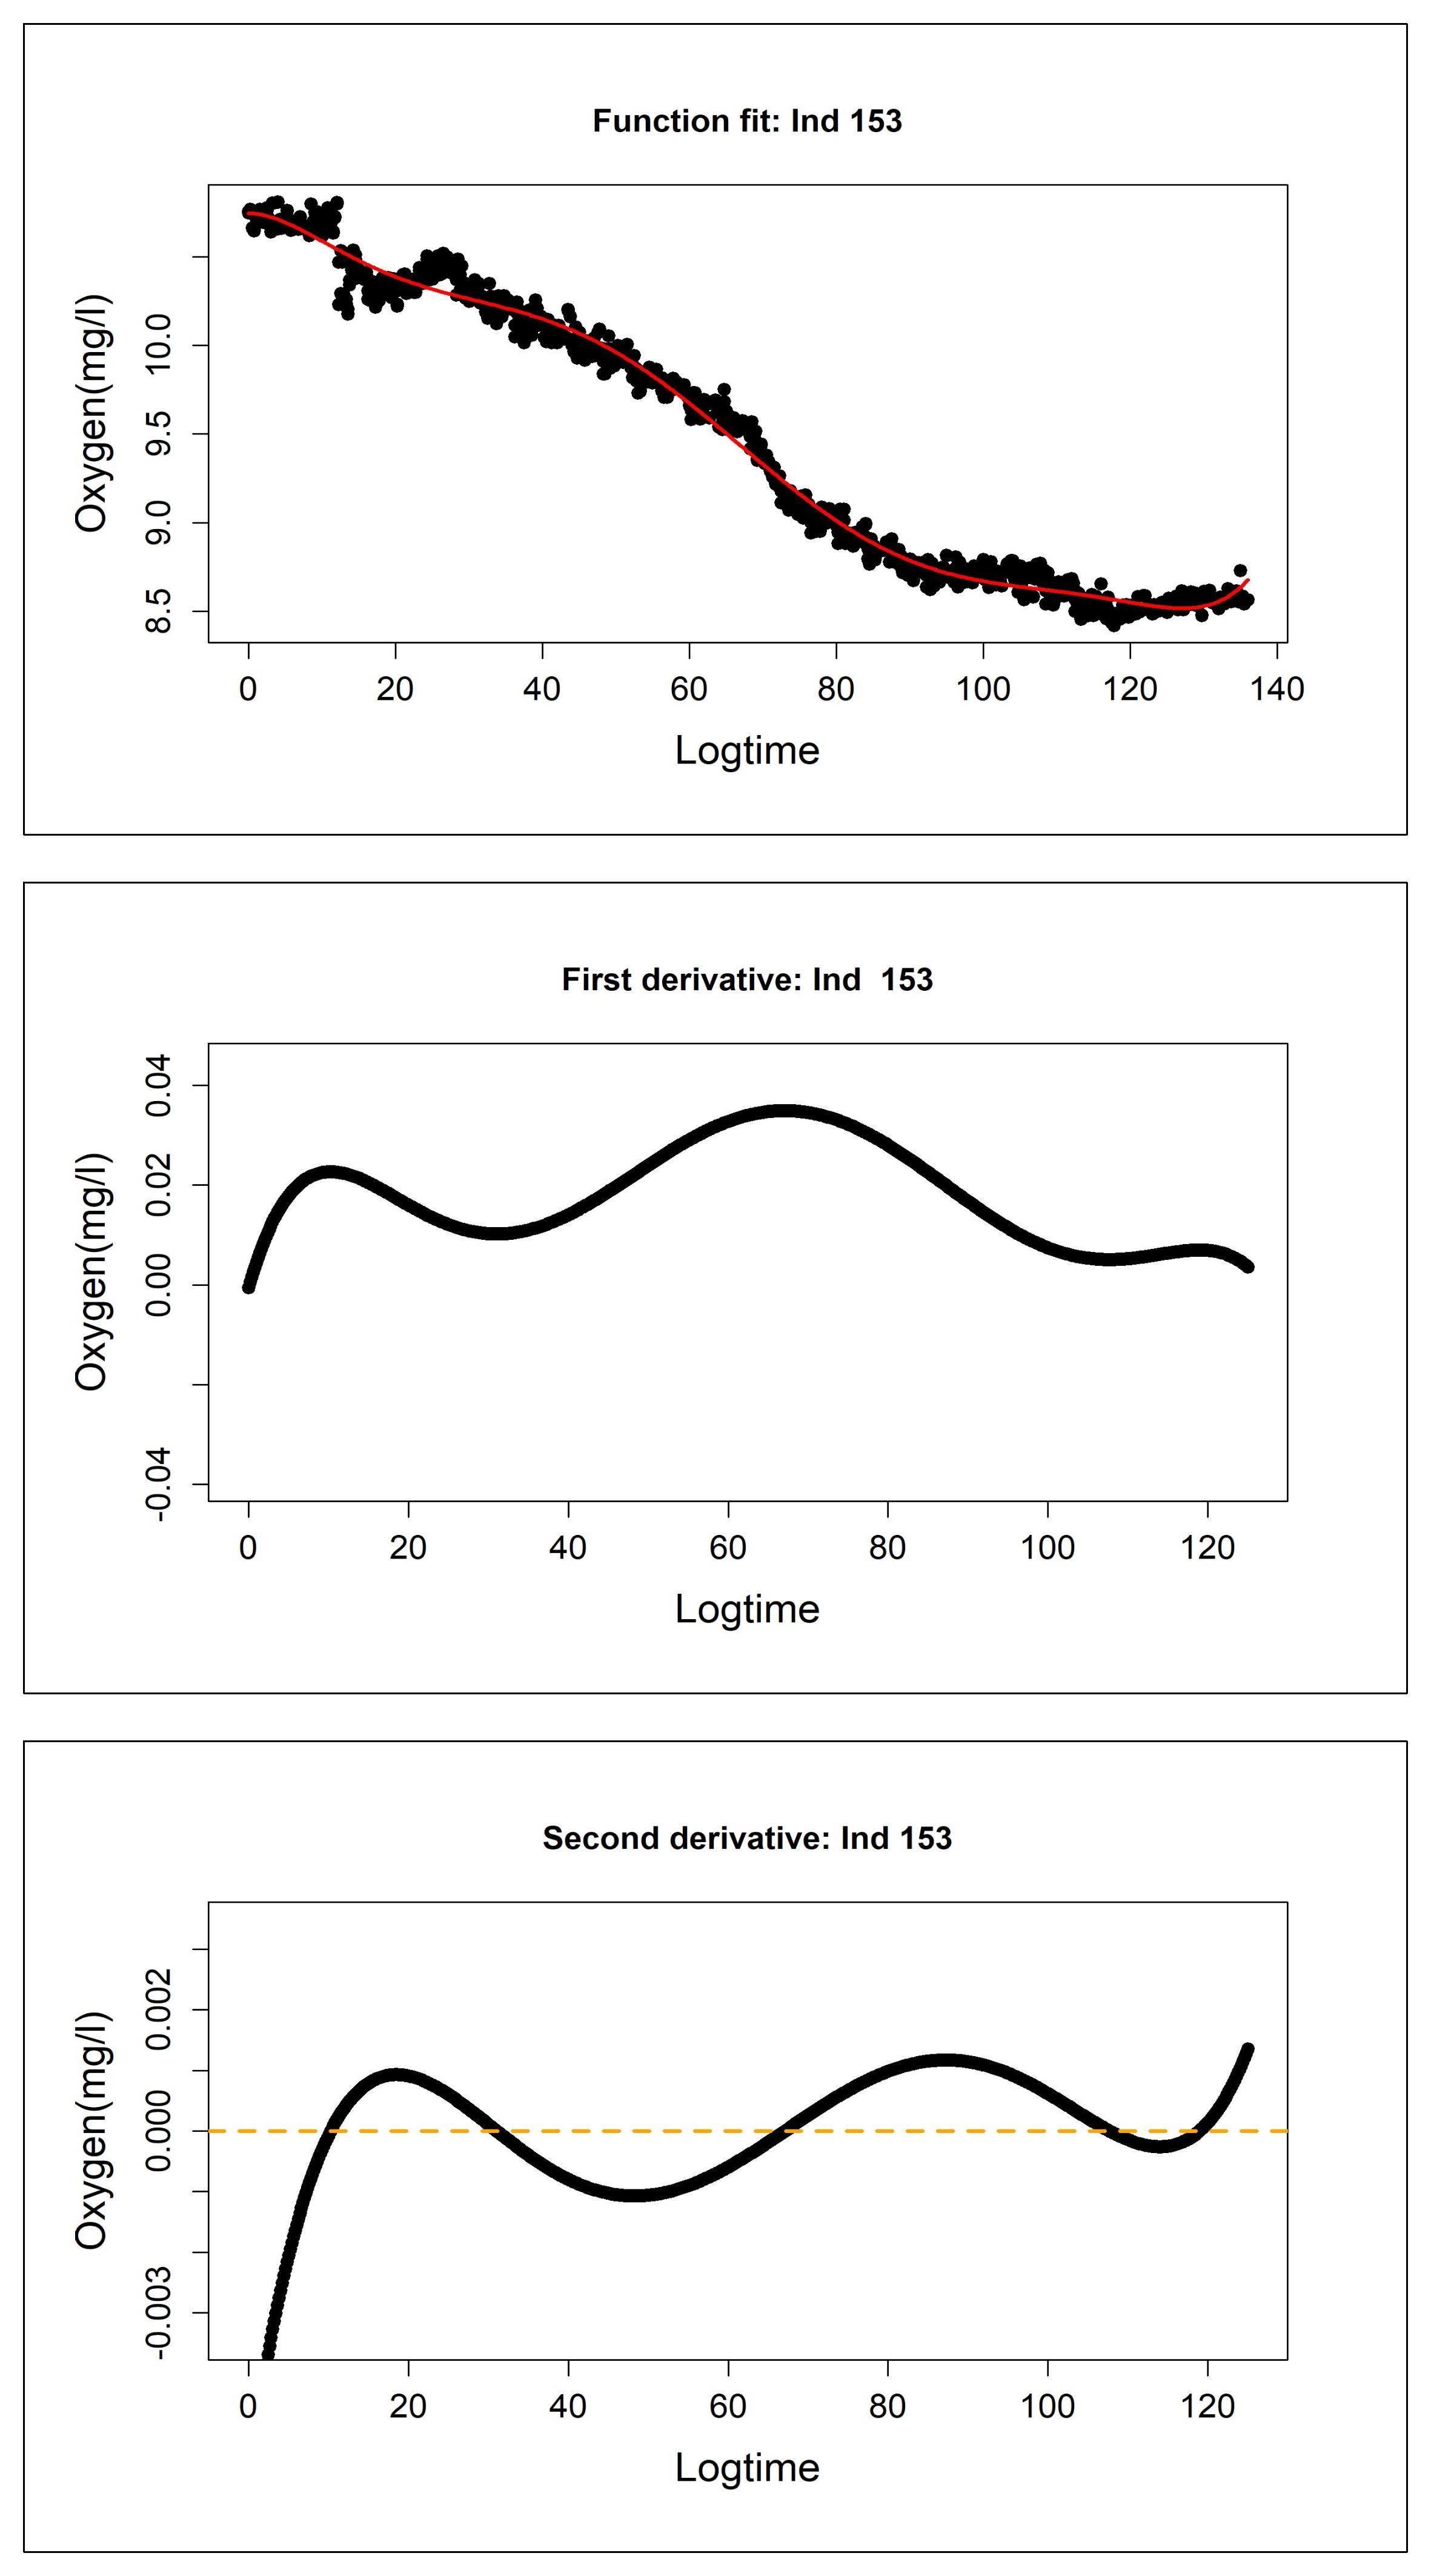 Function fit: Ind 153
Oxygen(mg/l)
10.0
9.5
9.0
8.5
0 20 40 60 80 100 120 140
Logtime
First derivative: Ind  153
Oxygen(mg/l)
0.04
0.02
0.00
-0.04
0 20 40 60 80 100 120
Logtime
Second derivative: Ind 153
Oxygen(mg/l)
0.002
0.000
-0.003
0 20 40 60 80 100 120
Logtime